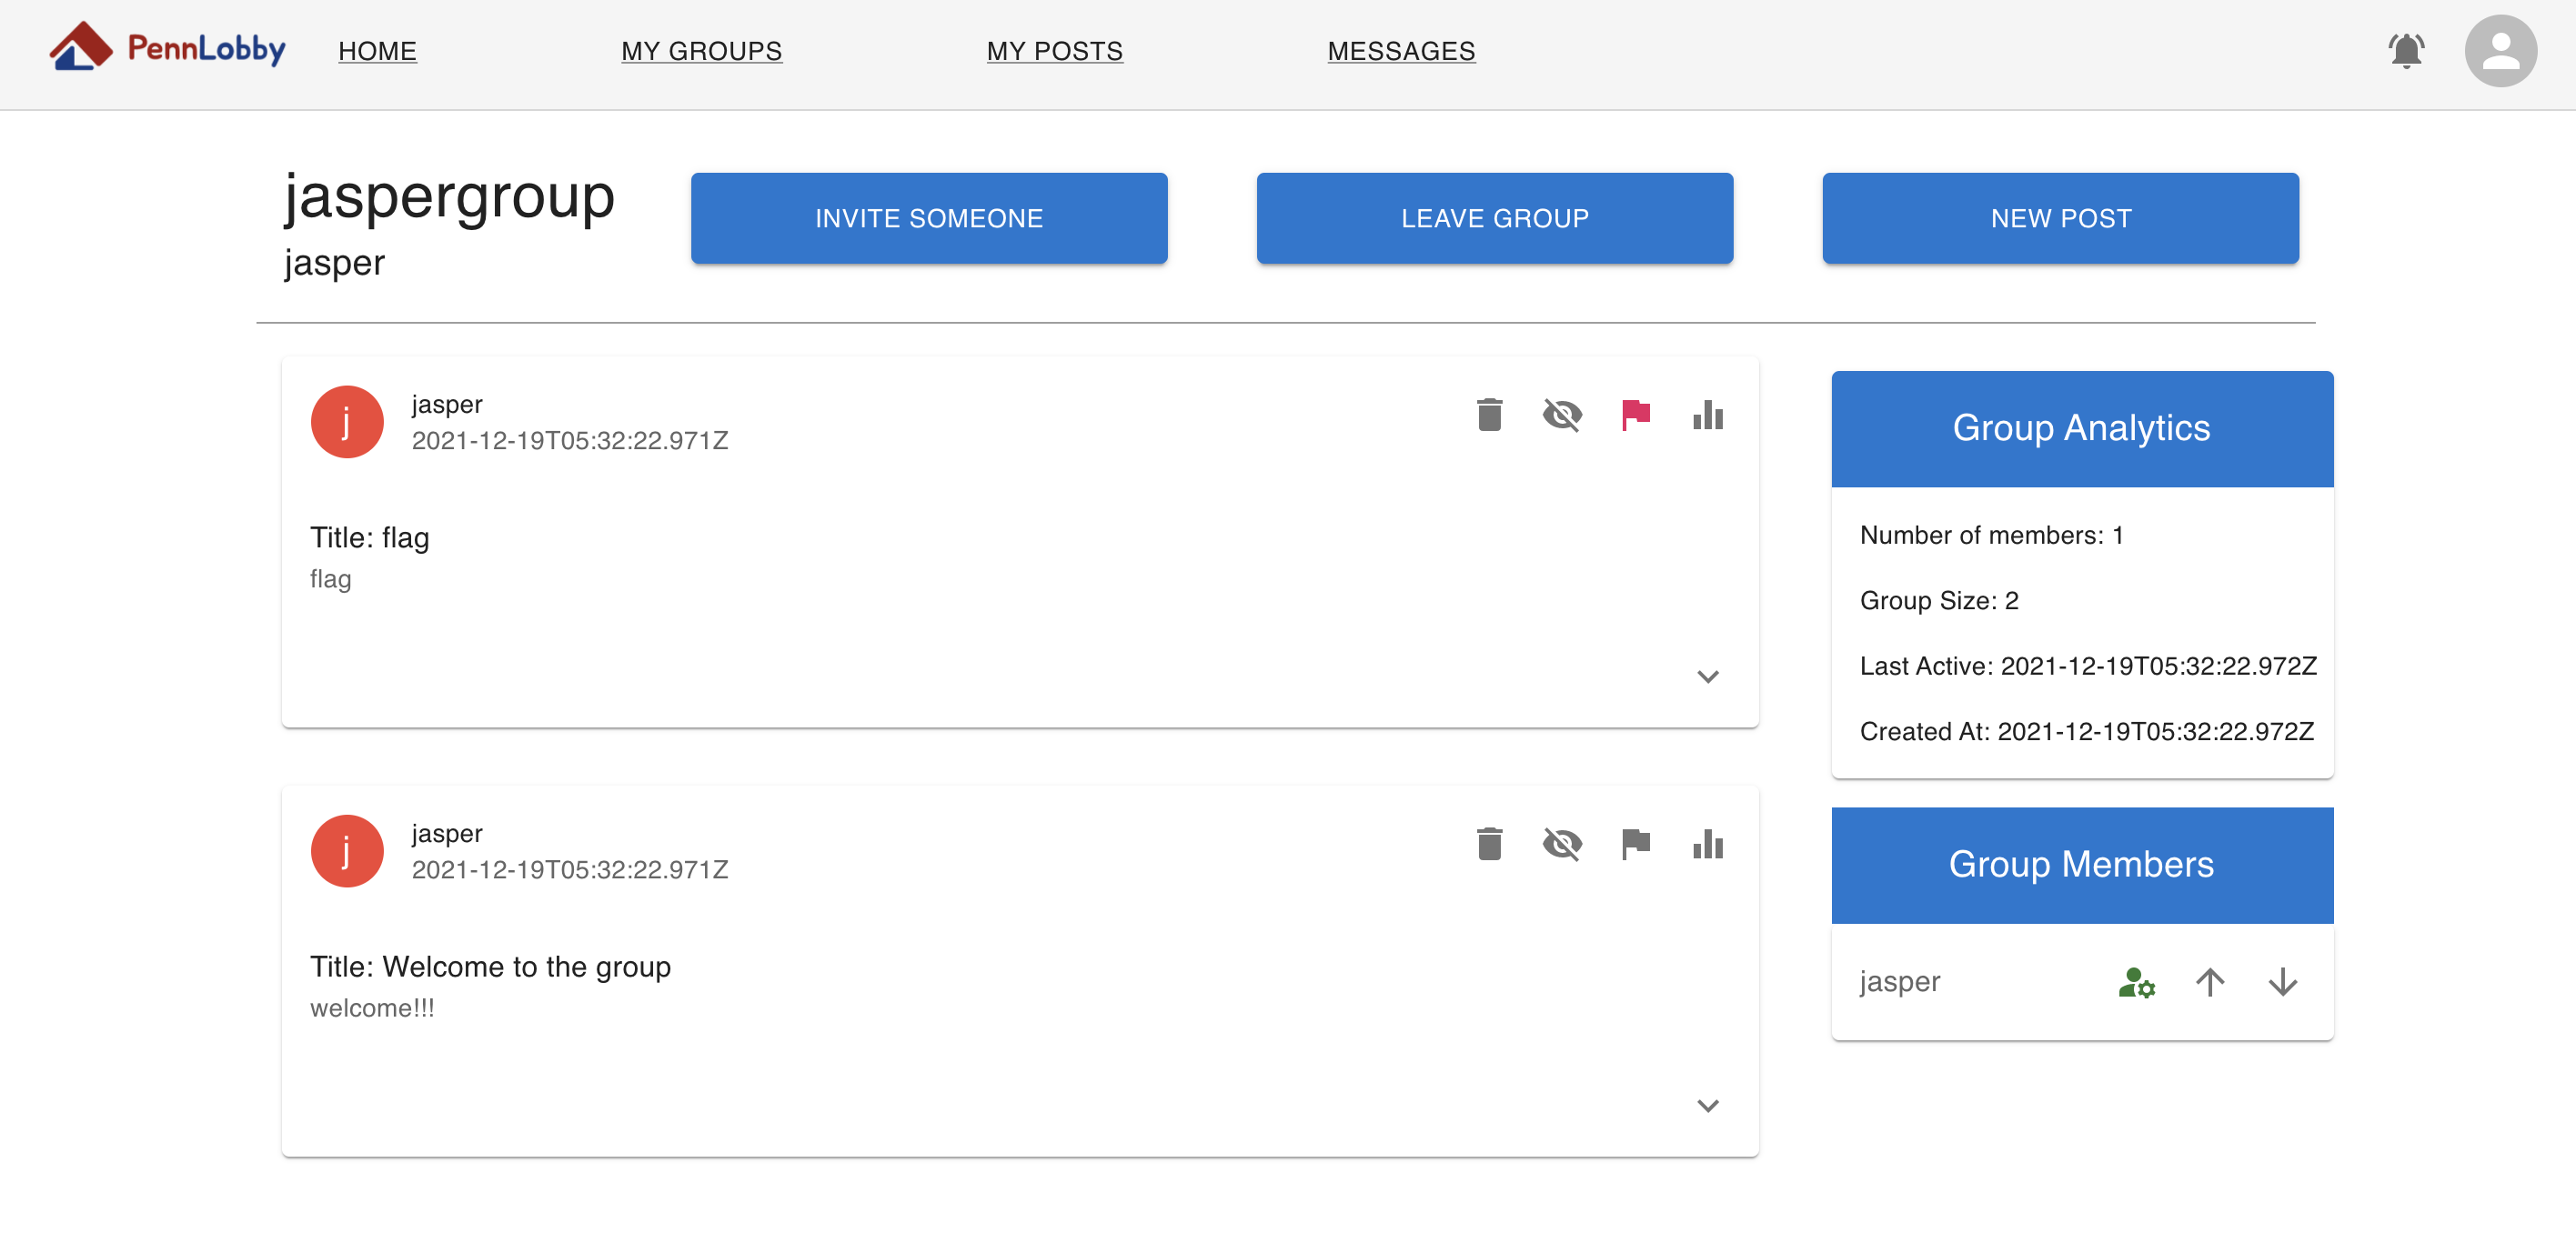 PennLobby
HOME
MY GROUPS
MY POSTS
MESSAGES
jaspergroup
jasper
INVITE SOMEONE
LEAVE GROUP
NEW POST
j
jasper
2021-12-19T05:32:22.971Z
Title: flag
flag
j
jasper
2021-12-19T05:32:22.971Z
Title: Welcome to the group
welcome!!!
Group Analytics
Number of members: 1
Group Size: 2
Last Active: 2021-12-19T05:32:22.972Z
Created At: 2021-12-19T05:32:22.972Z
Group Members
jasper